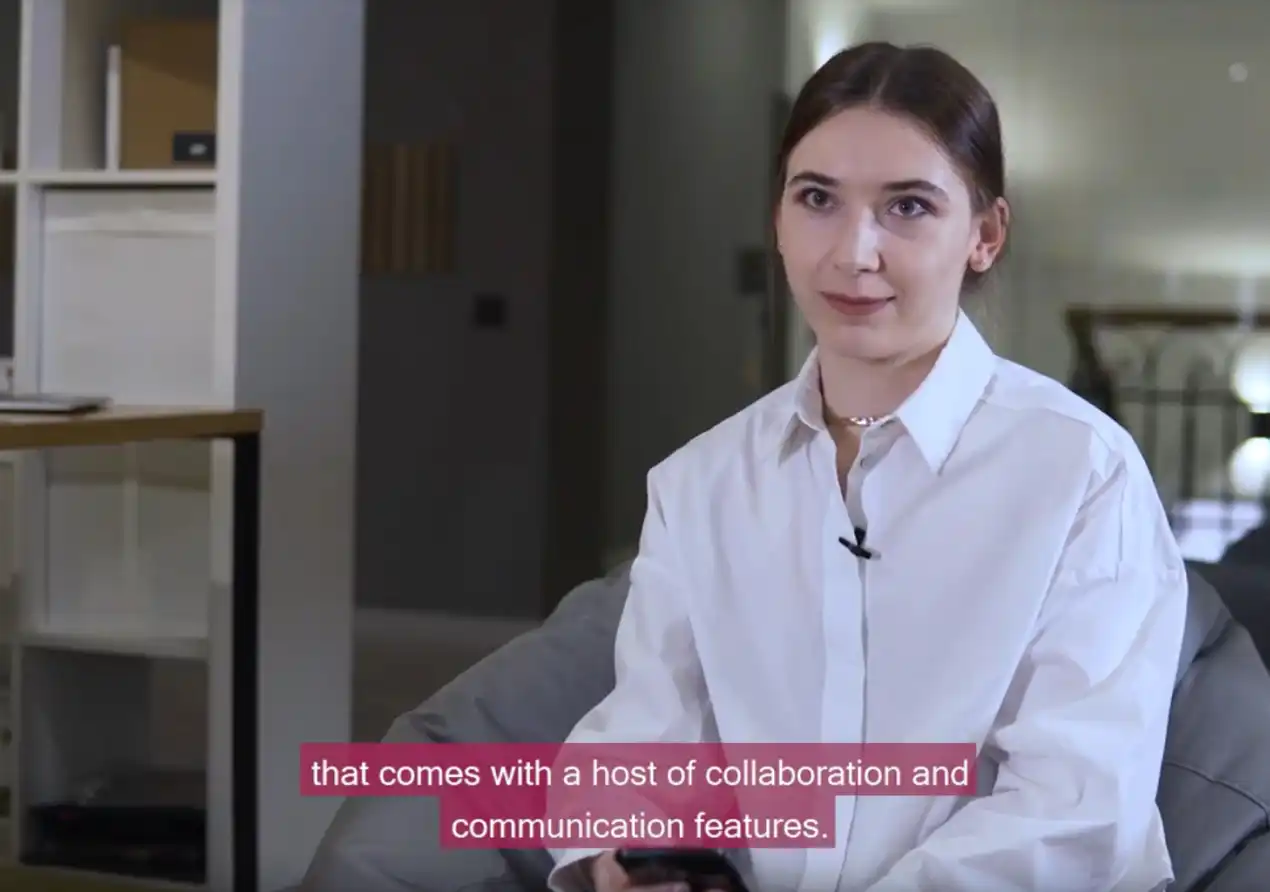 that comes with a host of collaboration and
communication features.